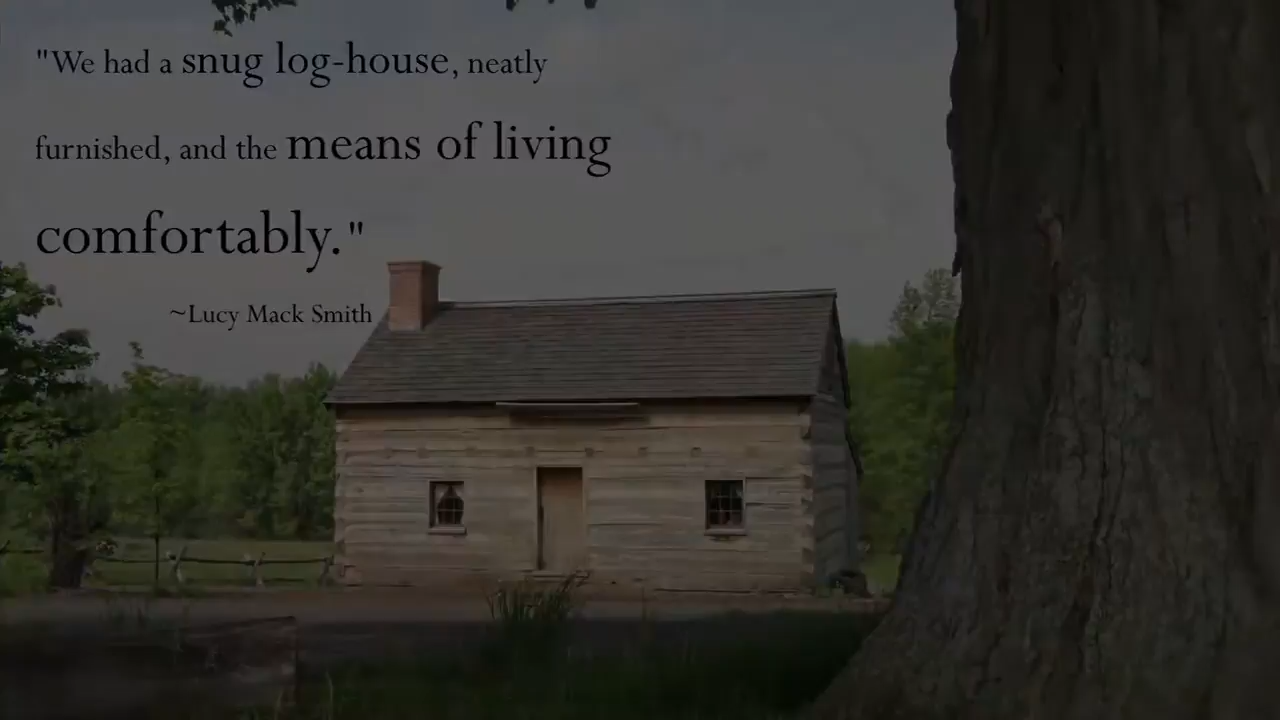 "We had a snug log-house, neatly
furnished, and the means of living
comfortably."
~Lucy Mack Smith